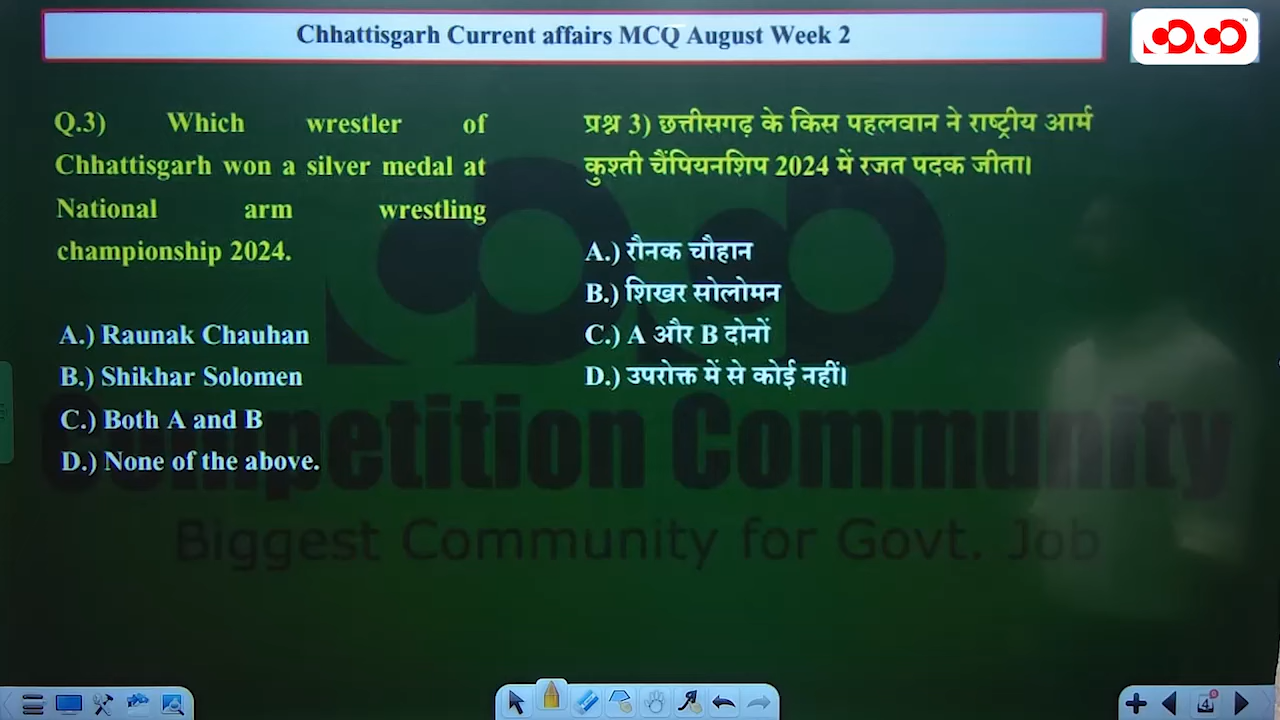 Chhattisgarh Current affairs MCQ August Week 2
Q.3) Which wrestler of
Chhattisgarh won a silver medal at
National arm wrestling
championship 2024.
A.) Raunak Chauhan
B.) Shikhar Solomen
C.) Both A and B
D.) None of the above.
प्रश्न 3) छत्तीसगढ़ के किस पहलवान ने राष्ट्रीय आर्म
कुश्ती चैंपियनशिप 2024 में रजत पदक जीता।
A.) रौनक चौहान
B.) शिखर सोलोमन
C.) A और B दोनों
D.) उपरोक्त में से कोई नहीं।
Competition Community
Biggest Community for Govt. Job
4